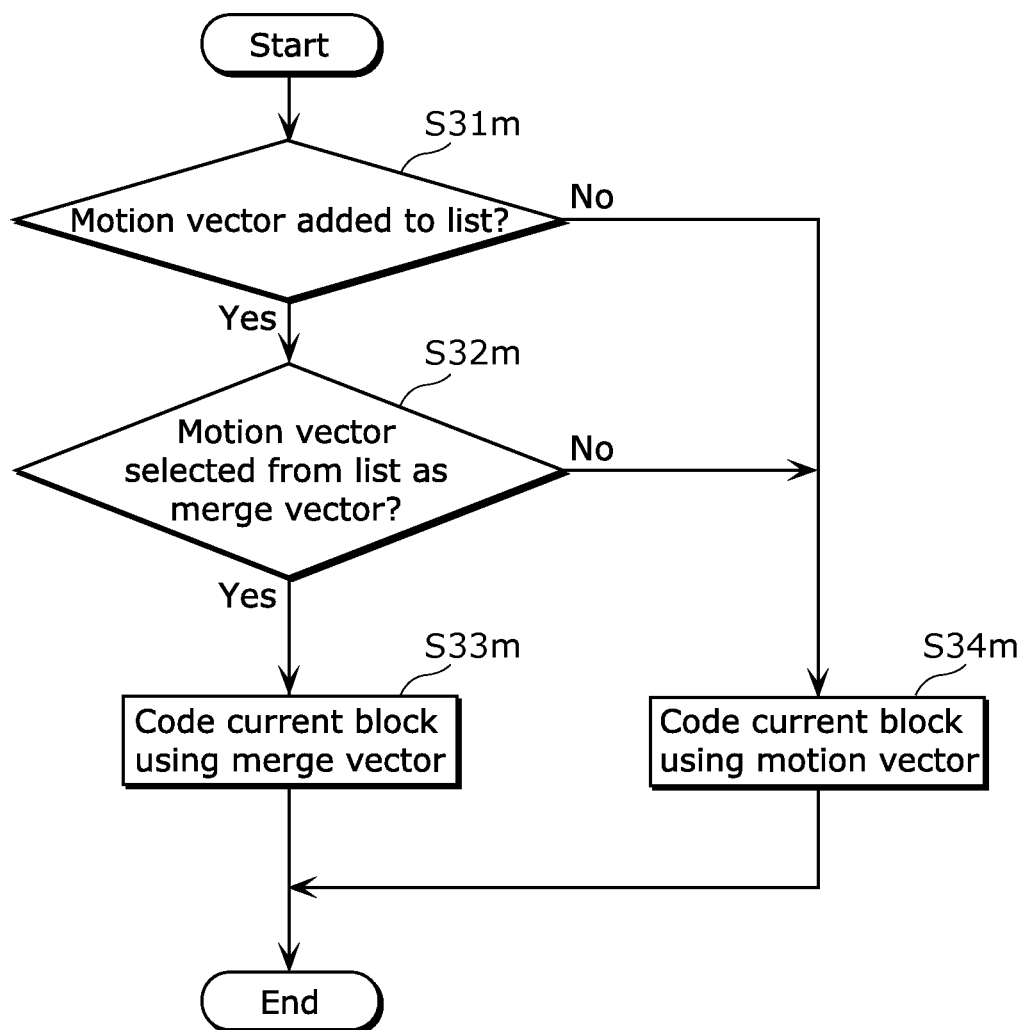 Start
S31m
Motion vector added to list?
No
Yes
S32m
Motion vector
selected from list as
merge vector?
No
Yes
S33m
Code current block
using merge vector
S34m
Code current block
using motion vector
End